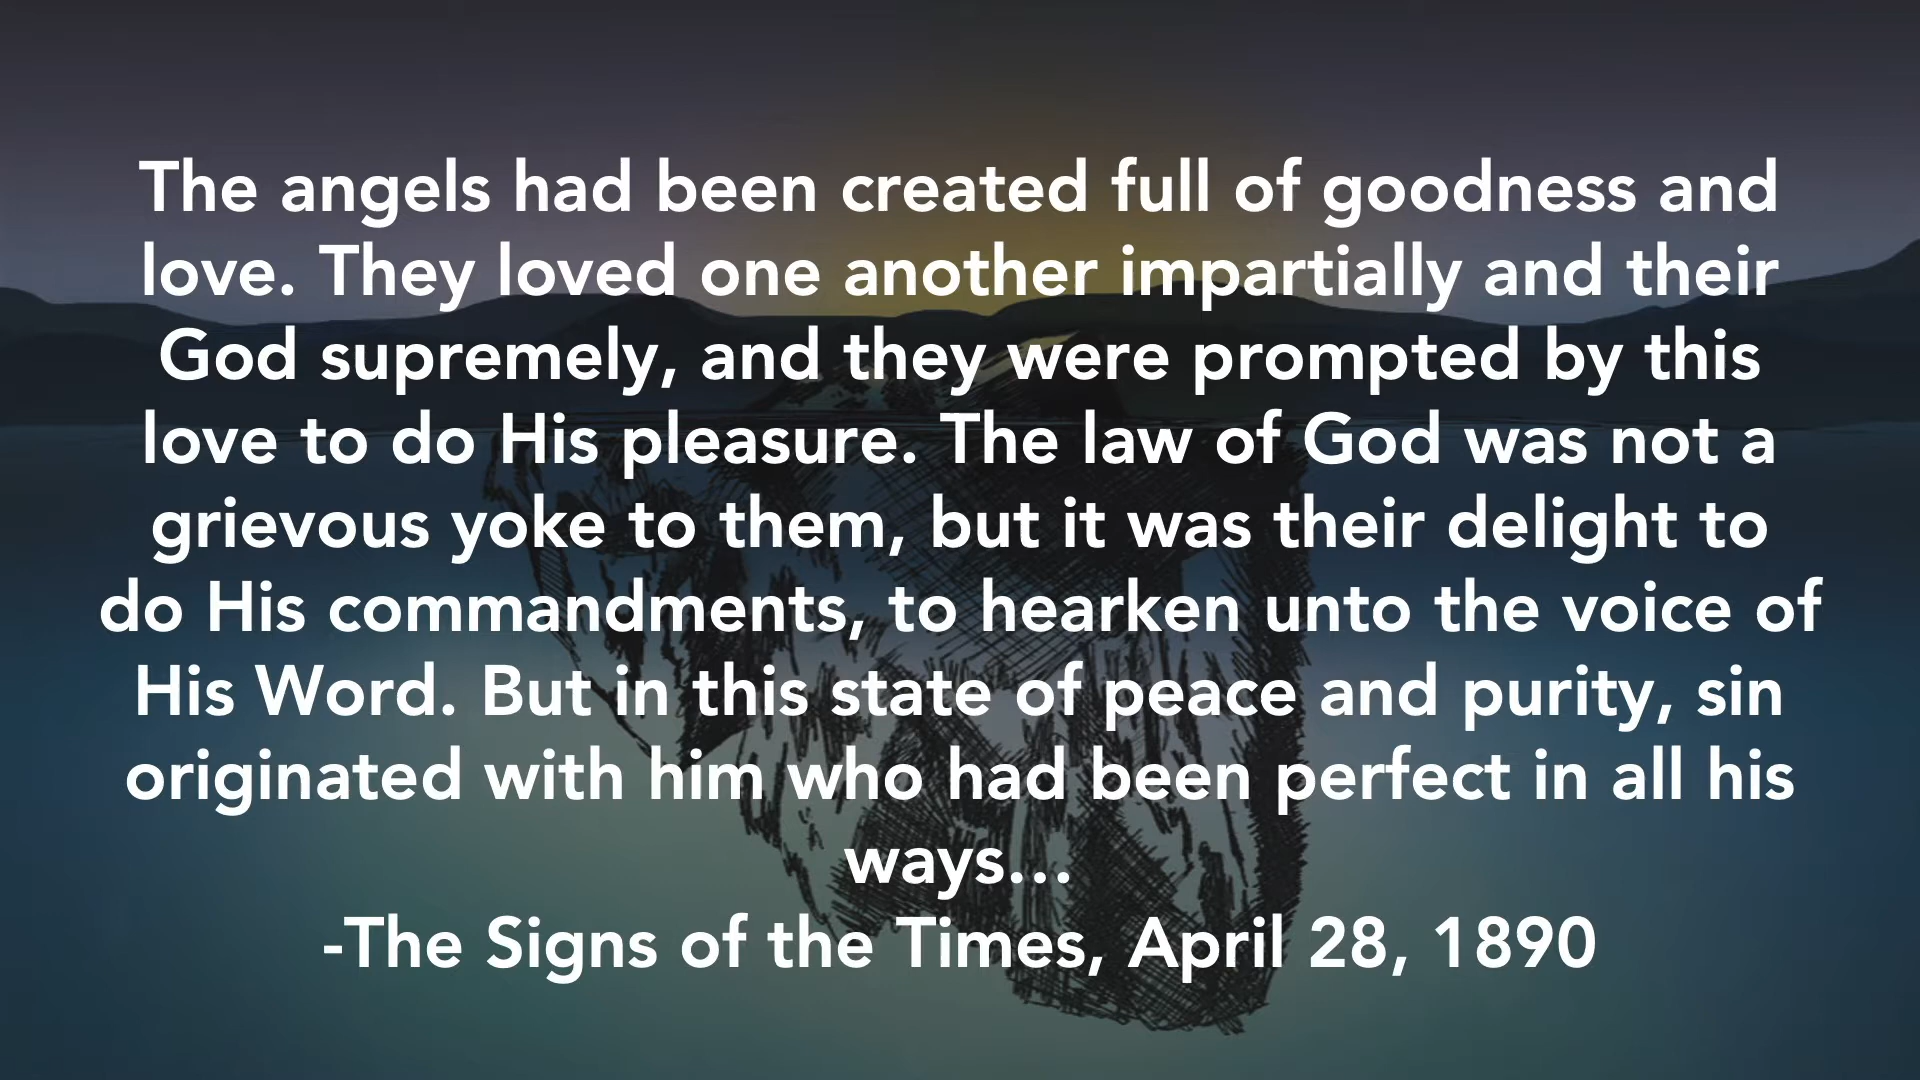 The angels had been created full of goodness and
love. They loved one another impartially and their
God supremely, and they were prompted by this
love to do His pleasure. The law of God was not a
grievous yoke to them, but it was their delight to
do His commandments, to hearken unto the voice of
His Word. But in this state of peace and purity, sin
originated with him who had been perfect in all his
ways…
-The Signs of the Times, April 28, 1890